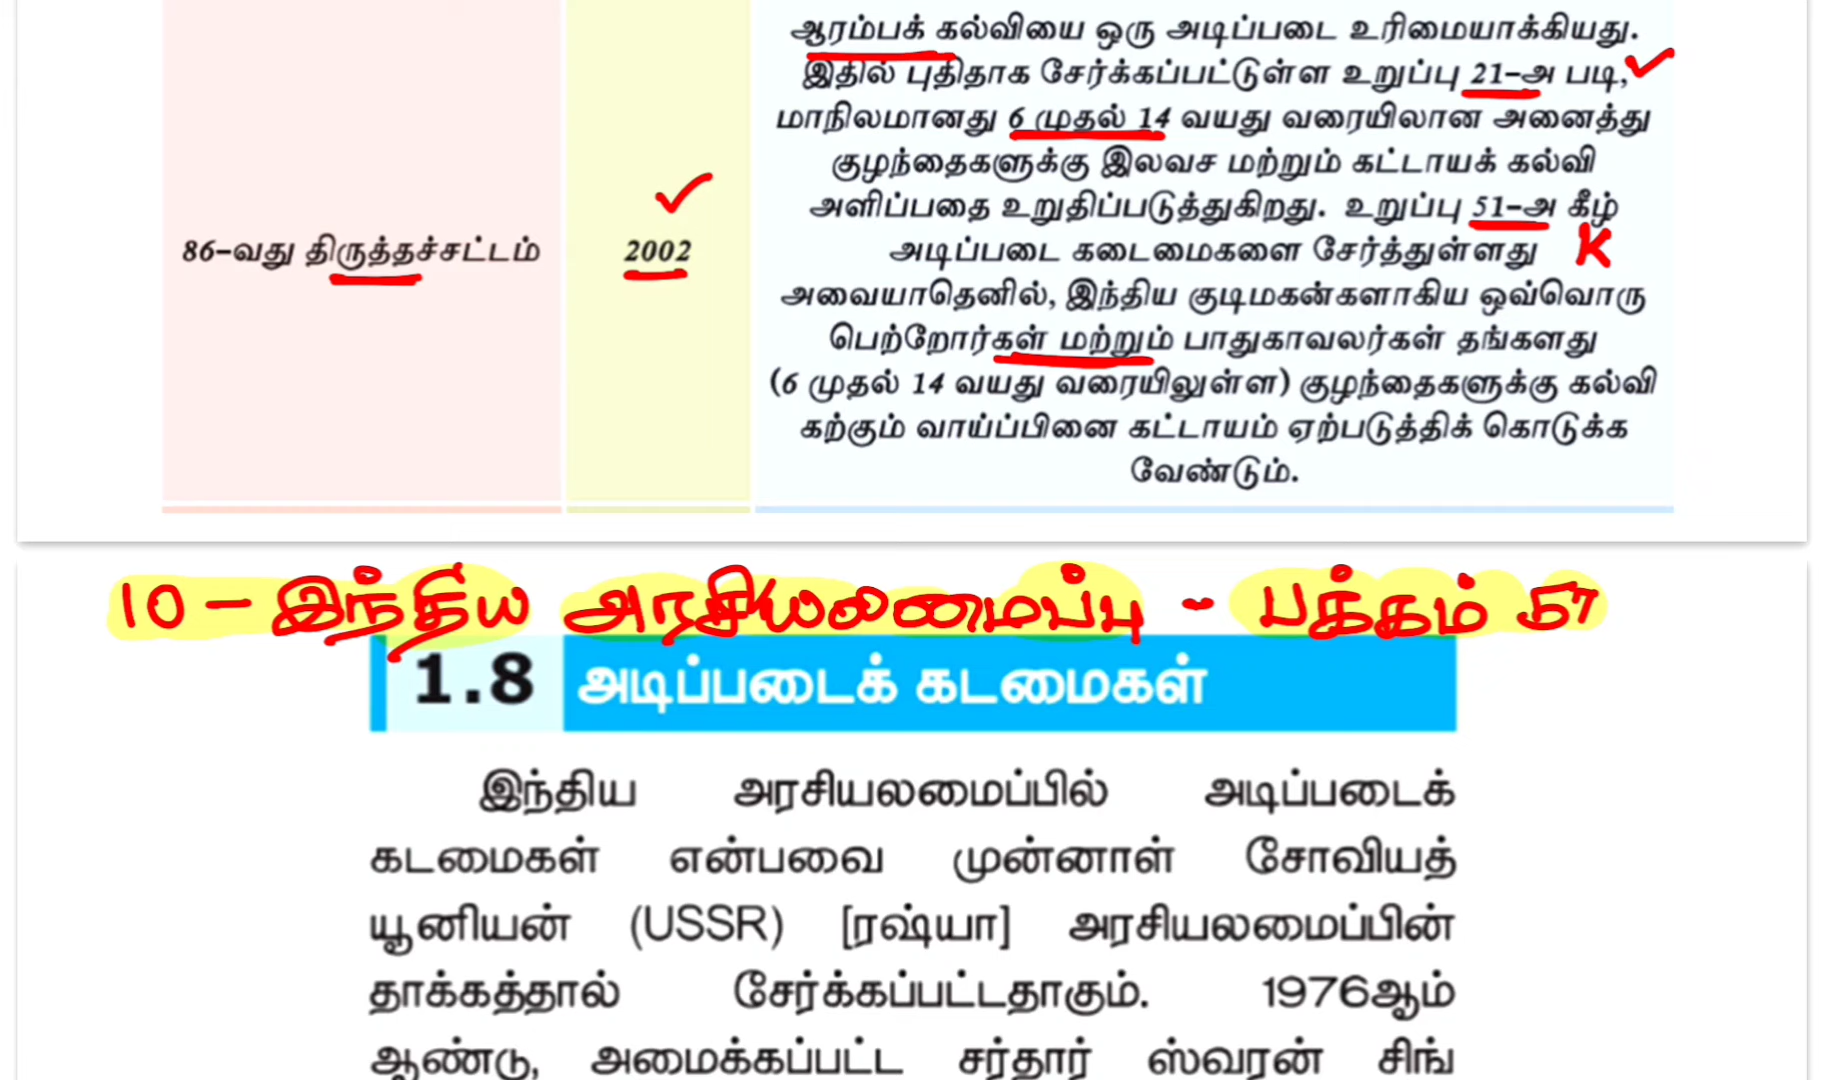 ஆரம்பக் கல்வியை ஒரு அடிப்படை உரிமையாக்கியது.
இதில் புதிதாக சேர்க்கப்பட்டுள்ள உறுப்பு 21-அ படி,
மாநிலமானது 6 முதல் 14 வயது வரையிலான அனைத்து
குழந்தைகளுக்கு இலவச மற்றும் கட்டாயக் கல்வி
அளிப்பதை உறுதிப்படுத்துகிறது. உறுப்பு 51-அ கீழ்
86-வது திருத்தச்சட்டம் 2002 அடிப்படை கடைமைகளை சேர்த்துள்ளது K
அவையாதெனில், இந்திய குடிமகன்களாகிய ஒவ்வொரு
பெற்றோர்கள் மற்றும் பாதுகாவலர்கள் தங்களது
(6 முதல் 14 வயது வரையிலுள்ள) குழந்தைகளுக்கு கல்வி
கற்கும் வாய்ப்பினை கட்டாயம் ஏற்படுத்திக் கொடுக்க
வேண்டும்.
10 - இந்திய அரசியலமைப்பு - பக்கம் 57
1.8 அடிப்படைக் கடமைகள்
இந்திய அரசியலமைப்பில் அடிப்படைக்
கடமைகள் என்பவை முன்னாள் சோவியத்
யூனியன் (USSR) [ரஷ்யா] அரசியலமைப்பின்
தாக்கத்தால் சேர்க்கப்பட்டதாகும். 1976ஆம்
ஆண்டு, அமைக்கப்பட்ட சர்தார் ஸ்வரன் சிங்